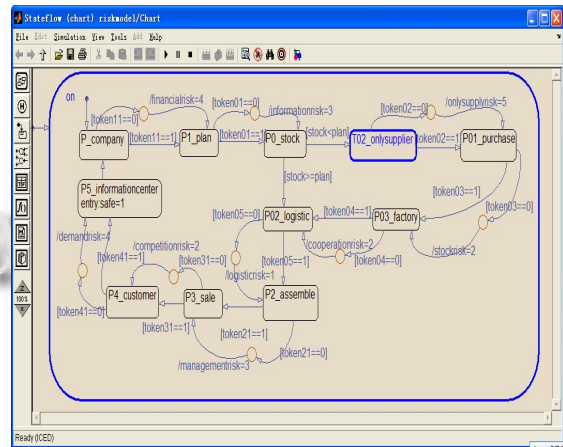 Stateflow (chart) riskmodel/Chart
File Edit Simulation View Tools Add Help
on
/financialrisk=4
[token01==0]
/informationrisk=3
[token02==0]
/onlysupplyrisk=5
[token11==0]
P_company
[token11==1]
P1_plan
[token01==1]
P0_stock
[stock<plan]
T02_onlysupplier
[token02==1]
P01_purchase
[stock>=plan]
P5_informationcenter
entry:safe=1
[token03==1]
[token03==0]
[token05==0]
P02_logistic
[token04==1]
P03_factory
/demandrisk=4
/competitionrisk=2
/cooperationrisk=2
/stockrisk=2
[token41==1]
[token31==0]
[token05==1]
[token04==0]
/logisticrisk=1
P4_customer
P3_sale
P2_assemble
[token41==0]
[token31==1]
[token21==1]
[token21==0]
/managementrisk=3
100%
Ready (ICED)